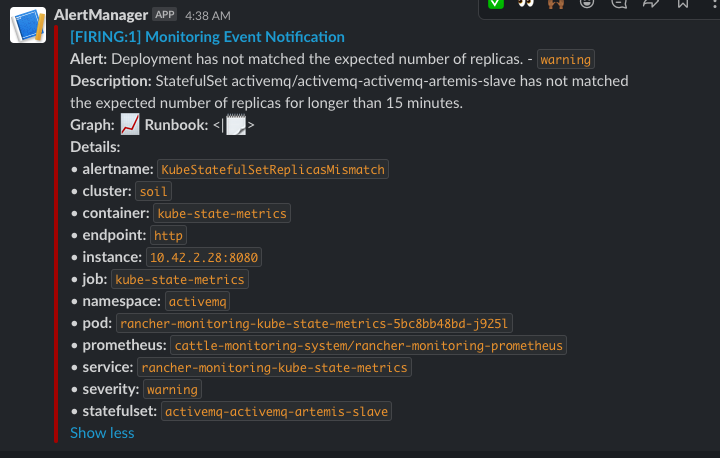 AlertManager APP 4:38 AM
[FIRING:1] Monitoring Event Notification
Alert: Deployment has not matched the expected number of replicas. - warning
Description: StatefulSet activemq/activemq-activemq-artemis-slave has not matched
the expected number of replicas for longer than 15 minutes.
Graph: Runbook: <| >
Details:
• alertname: KubeStatefulSetReplicasMismatch
• cluster: soil
• container: kube-state-metrics
• endpoint: http
• instance: 10.42.2.28:8080
• job: kube-state-metrics
• namespace: activemq
• pod: rancher-monitoring-kube-state-metrics-5bc8bb48bd-j925l
• prometheus: cattle-monitoring-system/rancher-monitoring-prometheus
• service: rancher-monitoring-kube-state-metrics
• severity: warning
• statefulset: activemq-activemq-artemis-slave
Show less